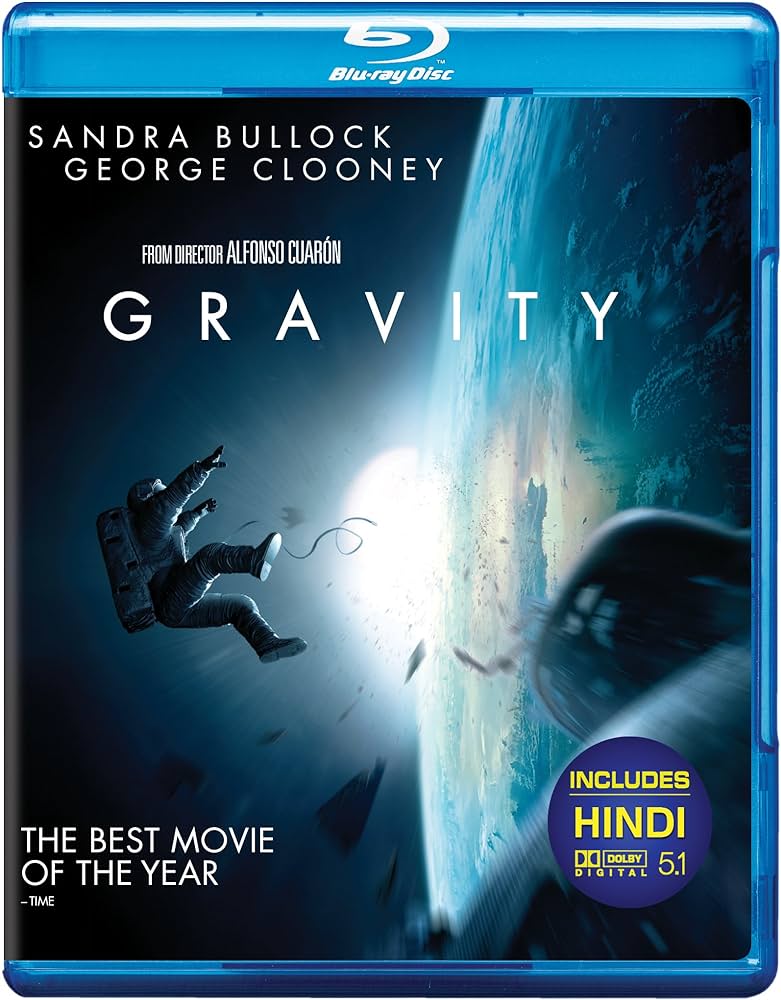 Blu-ray Disc™
SANDRA BULLOCK
GEORGE CLOONEY
FROM DIRECTOR ALFONSO CUARÓN
GRAVITY
INCLUDES
HINDI
DOLBY
DIGITAL 5.1
THE BEST MOVIE
OF THE YEAR
–TIME